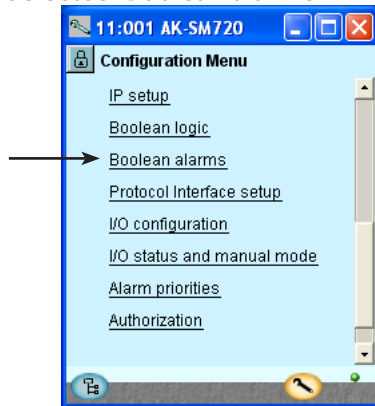 11:001 AK-SM720
Configuration Menu
IP setup
Boolean logic
Boolean alarms
Protocol Interface setup
I/O configuration
I/O status and manual mode
Alarm priorities
Authorization